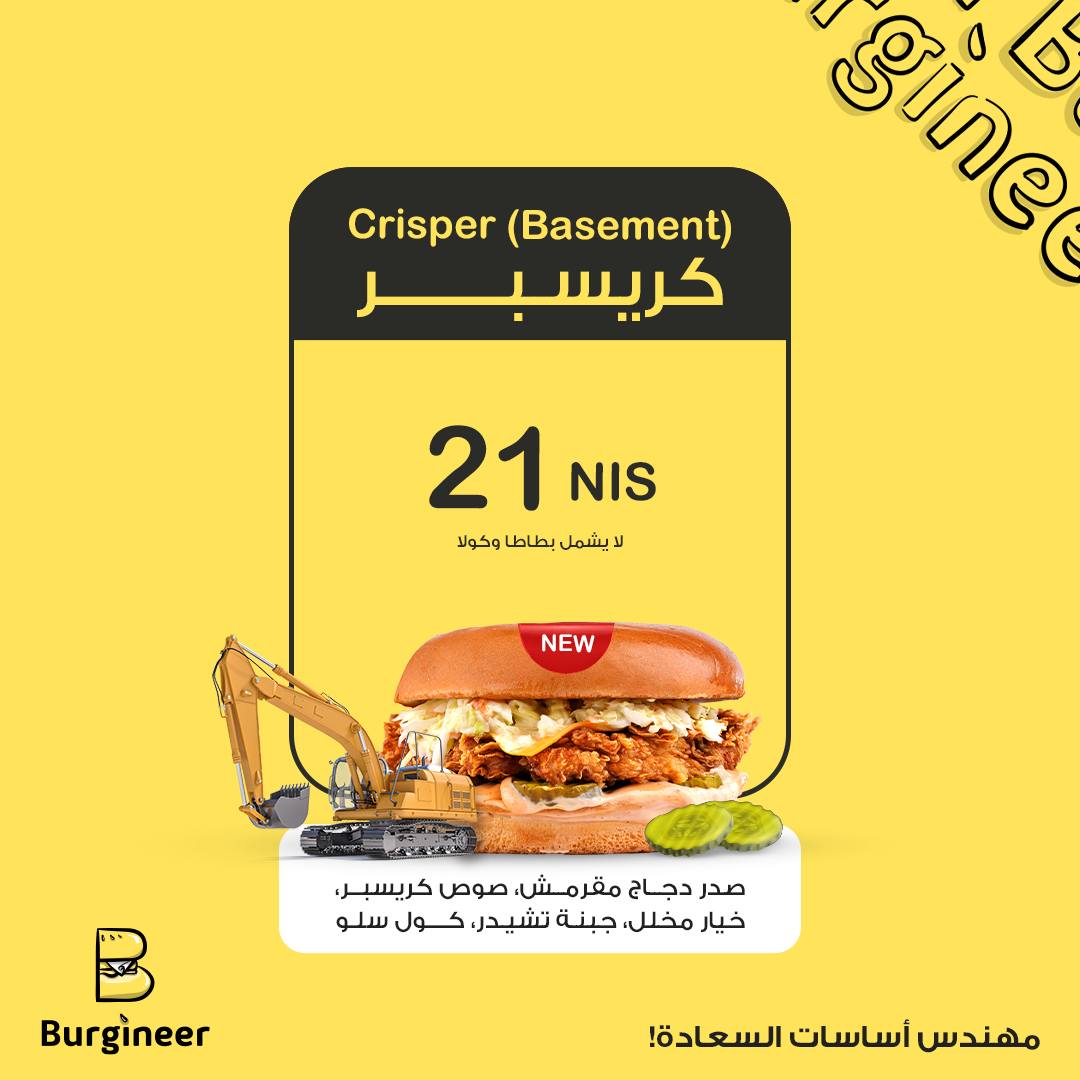 Crisper (Basement)
كريسبر
21 NIS
لا يشمل بطاطا وكولا
NEW
صدر دجاج مقرمش، صوص كريسبر،
خيار مخلل، جبنة تشيدر، كول سلو
Burgineer
مهندس أساسات السعادة!